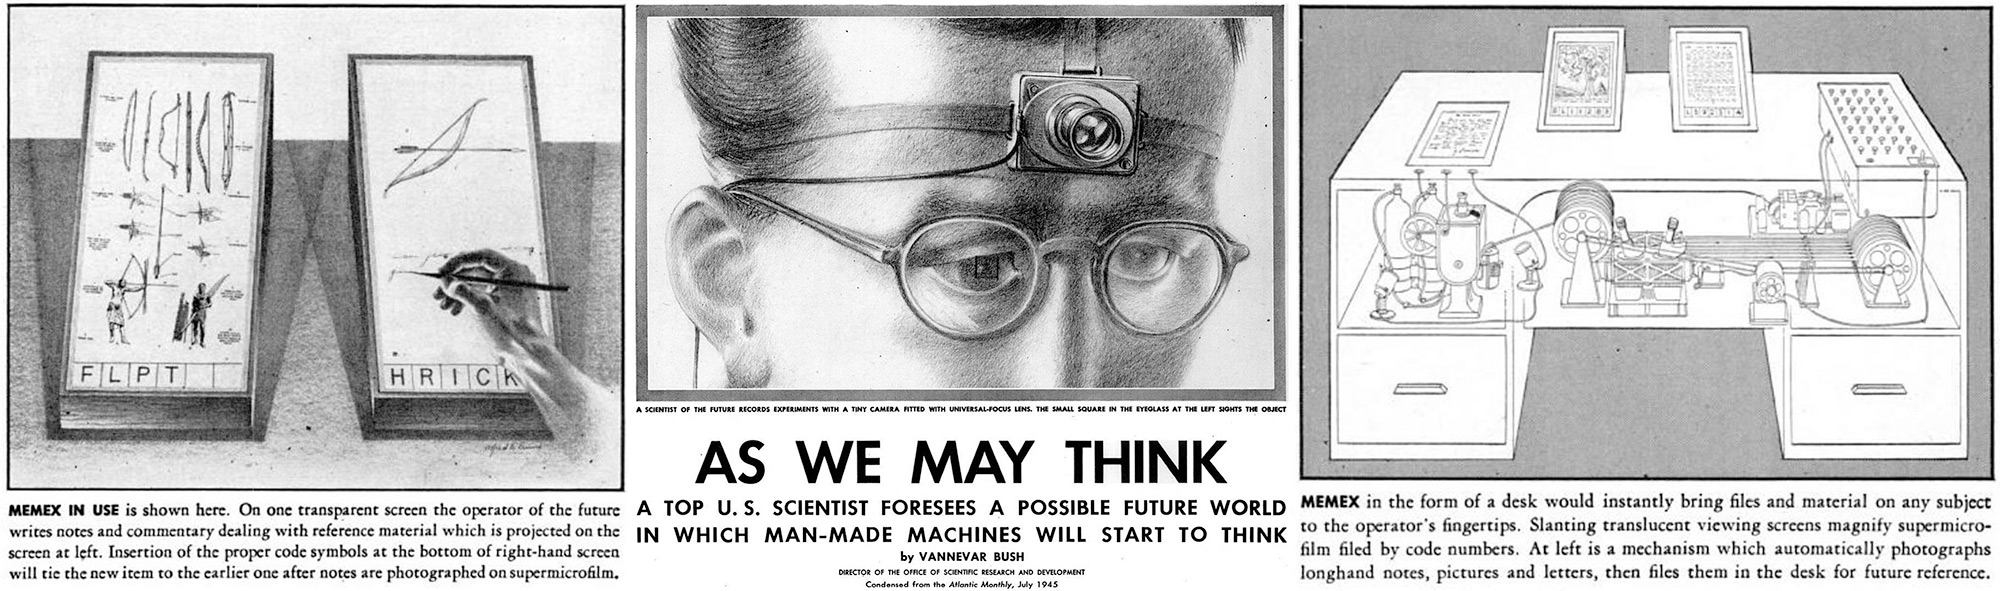 FLPT
HRICK
MEMEX IN USE is shown here. On one transparent screen the operator of the future
writes notes and commentary dealing with reference material which is projected on the
screen at left. Insertion of the proper code symbols at the bottom of right-hand screen
will tie the new item to the earlier one after notes are photographed on supermicrofilm.
A SCIENTIST OF THE FUTURE RECORDS EXPERIMENTS WITH A TINY CAMERA FITTED WITH UNIVERSAL-FOCUS LENS. THE SMALL SQUARE IN THE EYEGLASS AT THE LEFT SIGHTS THE OBJECT
AS WE MAY THINK
A TOP U. S. SCIENTIST FORESEES A POSSIBLE FUTURE WORLD
IN WHICH MAN-MADE MACHINES WILL START TO THINK
by VANNEVAR BUSH
DIRECTOR OF THE OFFICE OF SCIENTIFIC RESEARCH AND DEVELOPMENT
Condensed from the Atlantic Monthly, July 1945
MEMEX in the form of a desk would instantly bring files and material on any subject
to the operator's fingertips. Slanting translucent viewing screens magnify supermicro-
film filed by code numbers. At left is a mechanism which automatically photographs
longhand notes, pictures and letters, then files them in the desk for future reference.